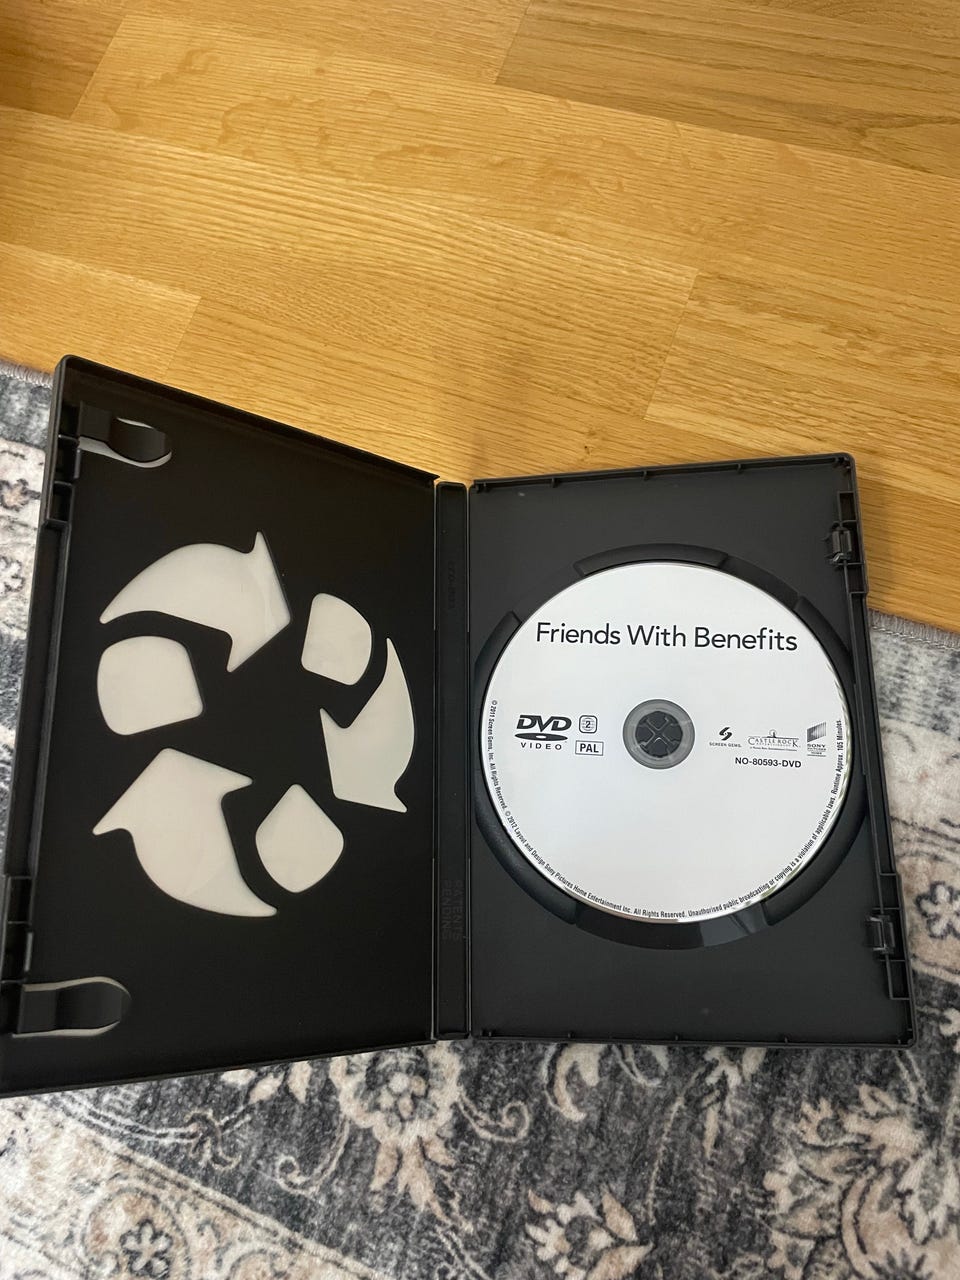 Friends With Benefits
DVD
VIDEO
2
PAL
SCREEN GEMS
CASTLE ROCK
SONY
NO-80593-DVD
© 2011 Screen Gems, Inc. All Rights Reserved. © 2012 Layout and Design Sony Pictures Home Entertainment Inc. All Rights Reserved. Unauthorised public broadcasting or copying is a violation of applicable laws. Runtime Approx. 105 Minutes.
PATENTS
PENDING